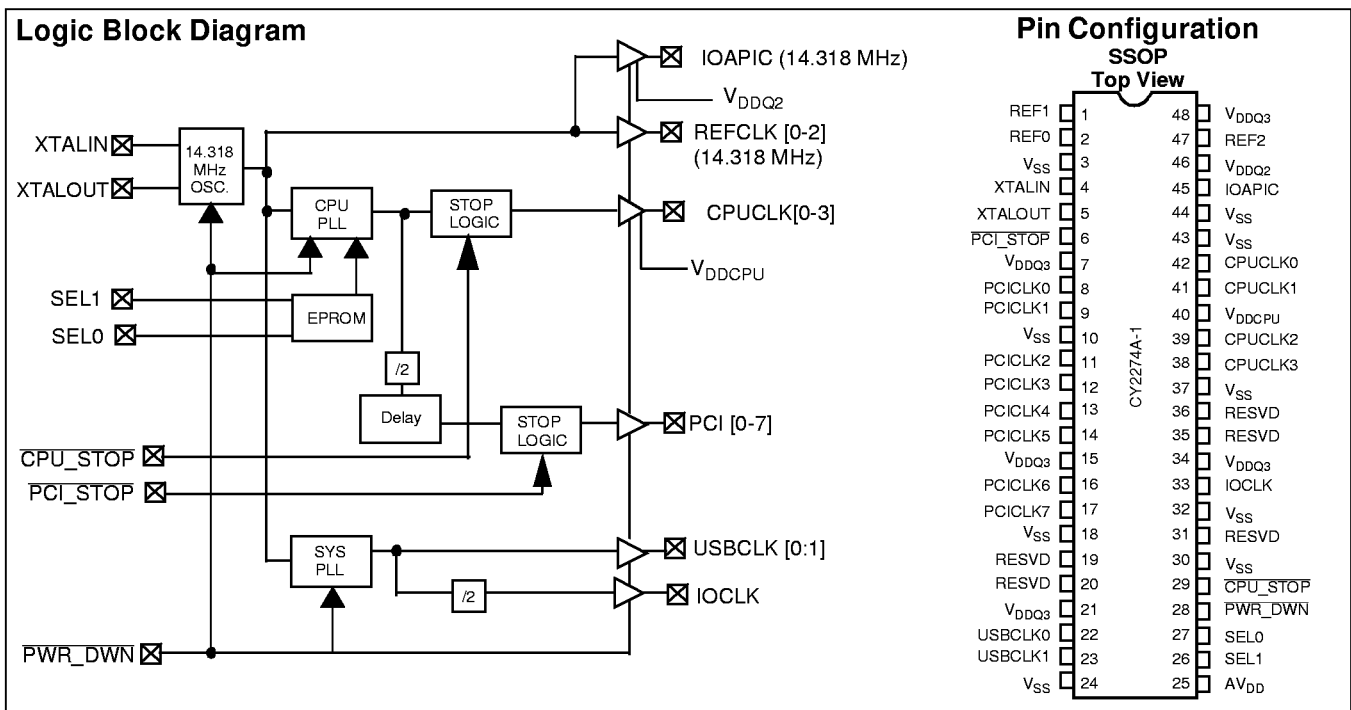 Logic Block Diagram
IOAPIC (14.318 MHz)
VDDQ2
XTALIN
XTALOUT
14.318
MHz
OSC.
REFCLK [0-2]
(14.318 MHz)
CPU
PLL
STOP
LOGIC
CPUCLK[0-3]
VDDCPU
SEL1
SEL0
EPROM
/2
Delay
STOP
LOGIC
PCI [0-7]
CPU_STOP
PCI_STOP
SYS
PLL
USBCLK [0:1]
/2
IOCLK
PWR_DWN
Pin Configuration
SSOP
Top View
REF1 1 48 VDDQ3
REF0 2 47 REF2
VSS 3 46 VDDQ2
XTALIN 4 45 IOAPIC
XTALOUT 5 44 VSS
PCI_STOP 6 43 VSS
VDDQ3 7 42 CPUCLK0
PCICLK0 8 41 CPUCLK1
PCICLK1 9 40 VDDCPU
VSS 10 39 CPUCLK2
PCICLK2 11 38 CPUCLK3
PCICLK3 12 37 VSS
PCICLK4 13 36 RESVD
PCICLK5 14 35 RESVD
VDDQ3 15 34 VDDQ3
PCICLK6 16 33 IOCLK
PCICLK7 17 32 VSS
VSS 18 31 RESVD
RESVD 19 30 VSS
RESVD 20 29 CPU_STOP
VDDQ3 21 28 PWR_DWN
USBCLK0 22 27 SEL0
USBCLK1 23 26 SEL1
VSS 24 25 AVDD
CY2274A-1